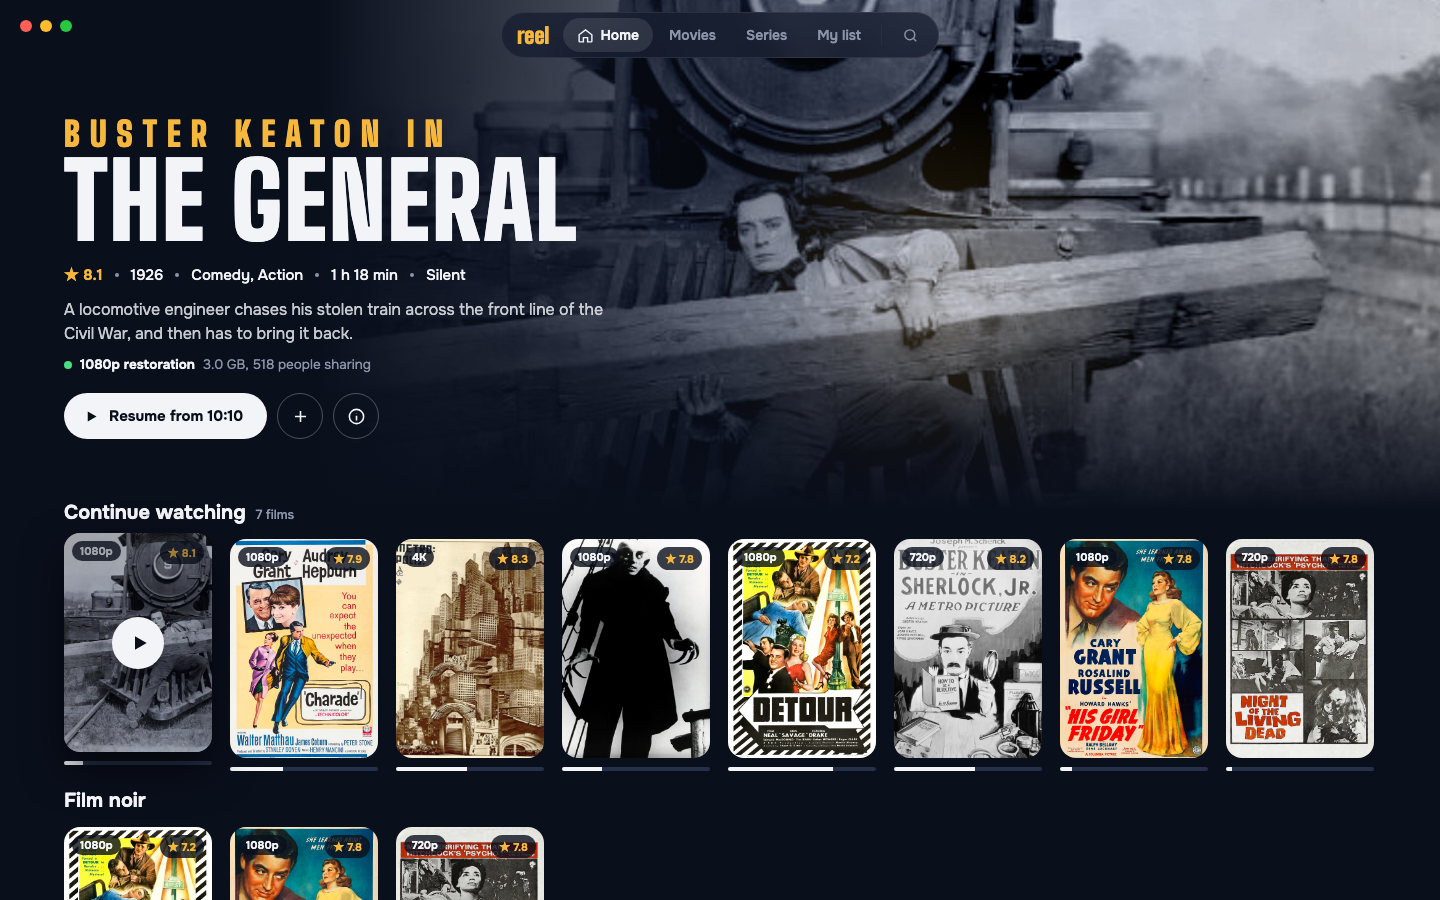 reel
Home
Movies
Series
My list
BUSTER KEATON IN
THE GENERAL
8.1 • 1926 • Comedy, Action • 1 h 18 min • Silent
A locomotive engineer chases his stolen train across the front line of the
Civil War, and then has to bring it back.
1080p restoration 3.0 GB, 518 people sharing
Resume from 10:10
Continue watching 7 films
1080p
8.1
1080p
7.9
Grant Hepburn
You
can
expect
the
unexpected
when
they
play...
'Charade'
TECHNICOLOR
Walter Matthau James Coburn
4K
8.3
1080p
7.8
1080p
7.2
DETOUR
720p
8.2
Joseph M. Schenck
SHERLOCK, JR.
A METRO PICTURE
1080p
7.8
CARY
GRANT
ROSALIND
RUSSELL
in
HOWARD HAWKS'
"HIS GIRL
FRIDAY"
720p
7.8
NIGHT
OF THE
LIVING
DEAD
Film noir
1080p
7.2
1080p
7.8
720p
7.8